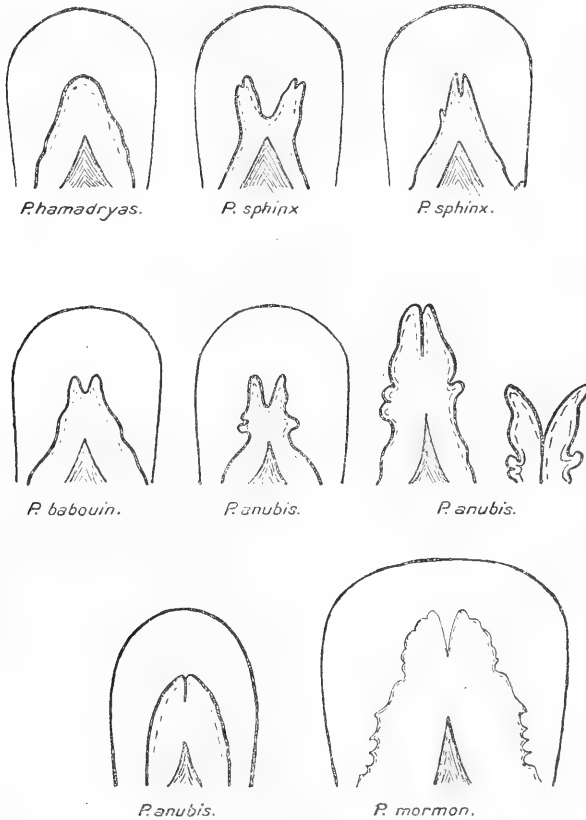 P. hamadryas. P. sphinx P. sphinx.
P. babouin. P. anubis. P. anubis.
P. anubis. P. mormon.